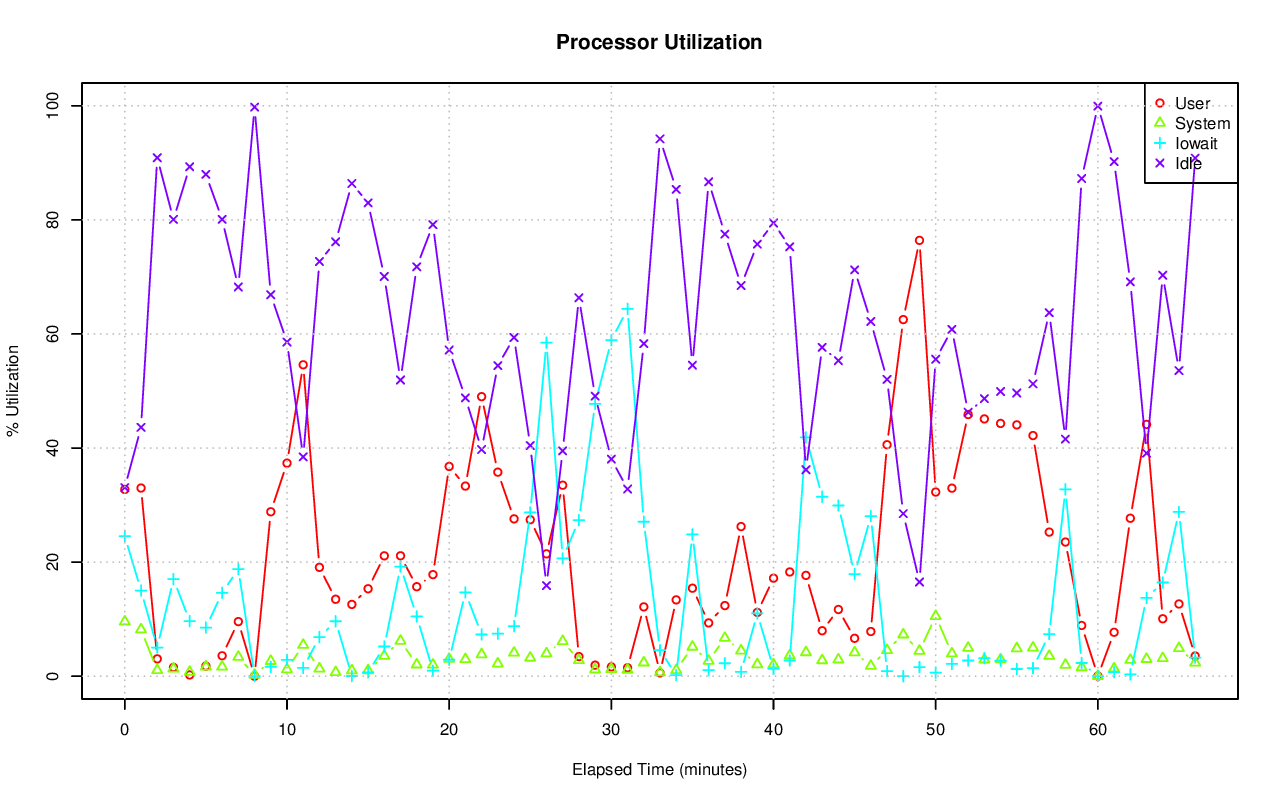 Processor Utilization
% Utilization
100
80
60
40
20
0
User
System
Iowait
Idle
0 10 20 30 40 50 60
Elapsed Time (minutes)